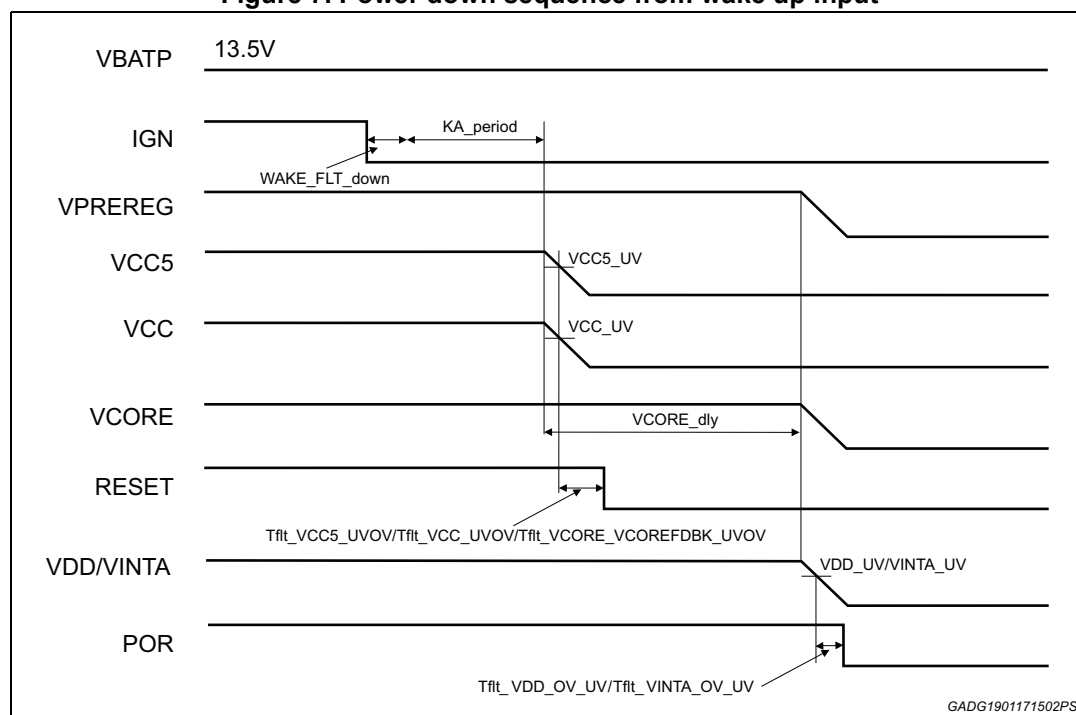 Figure Power down sequence from wake up input
VBATP 13.5V
IGN KA_period
WAKE_FLT_down
VPREREG
VCC5 VCC5_UV
VCC VCC_UV
VCORE VCORE_dly
RESET
Tflt_VCC5_UVOV/Tflt_VCC_UVOV/Tflt_VCORE_VCOREFDBK_UVOV
VDD/VINTA VDD_UV/VINTA_UV
POR
Tflt_VDD_OV_UV/Tflt_VINTA_OV_UV
GADG1901171502PS